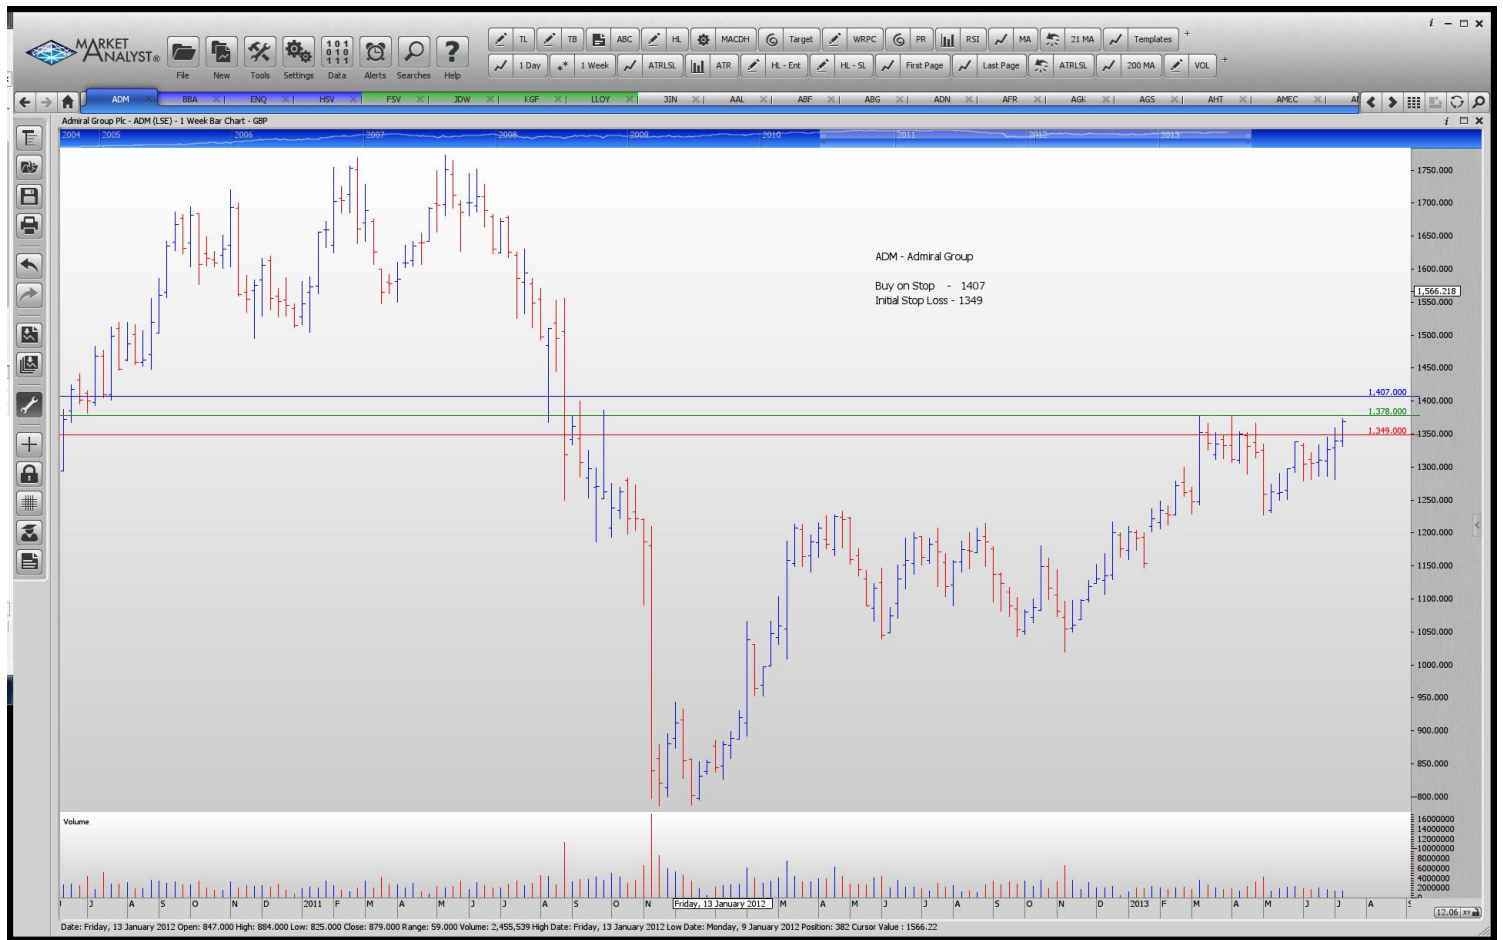 i
MARKET ANALYST®
File New Tools Settings Data Alerts Searches Help
TL TB ABC HL MACDH Target WRPC PR RSI MA 21 MA Templates +
1 Day 1 Week ATRLSL ATR HL - Ent HL - SL First Page Last Page ATRLSL 200 MA VOL +
ADM BBA ENQ HSV FSV JDW KGF LLOY 3IN AAL ABF ABG ADN AFR AGK AGS AHT AMEC
Admiral Group Plc - ADM (LSE) - 1 Week Bar Chart - GBP
i
2004 2005 2006 2007 2008 2009 2010 2011 2012 2013
1750.000
1700.000
1650.000
ADM - Admiral Group
1600.000
Buy on Stop - 1407
1,566.218
Initial Stop Loss - 1349
1550.000
1500.000
1450.000
1,407.000
1400.000
1,378.000
1,349.000
1350.000
1300.000
1250.000
1200.000
1150.000
1100.000
1050.000
1000.000
950.000
900.000
850.000
800.000
Volume
16000000
14000000
12000000
10000000
8000000
6000000
4000000
2000000
J A S O N D 2011 F M A M J J A S O N Friday, 13 January 2012 M A M J J A S O N D 2013 F M A M J J A
12.06 XY
Date: Friday, 13 January 2012 Open: 847.000 High: 884.000 Low: 825.000 Close: 879.000 Range: 59.000 Volume: 2,455,539 High Date: Friday, 13 January 2012 Low Date: Monday, 9 January 2012 Position: 382 Cursor Value : 1566.22